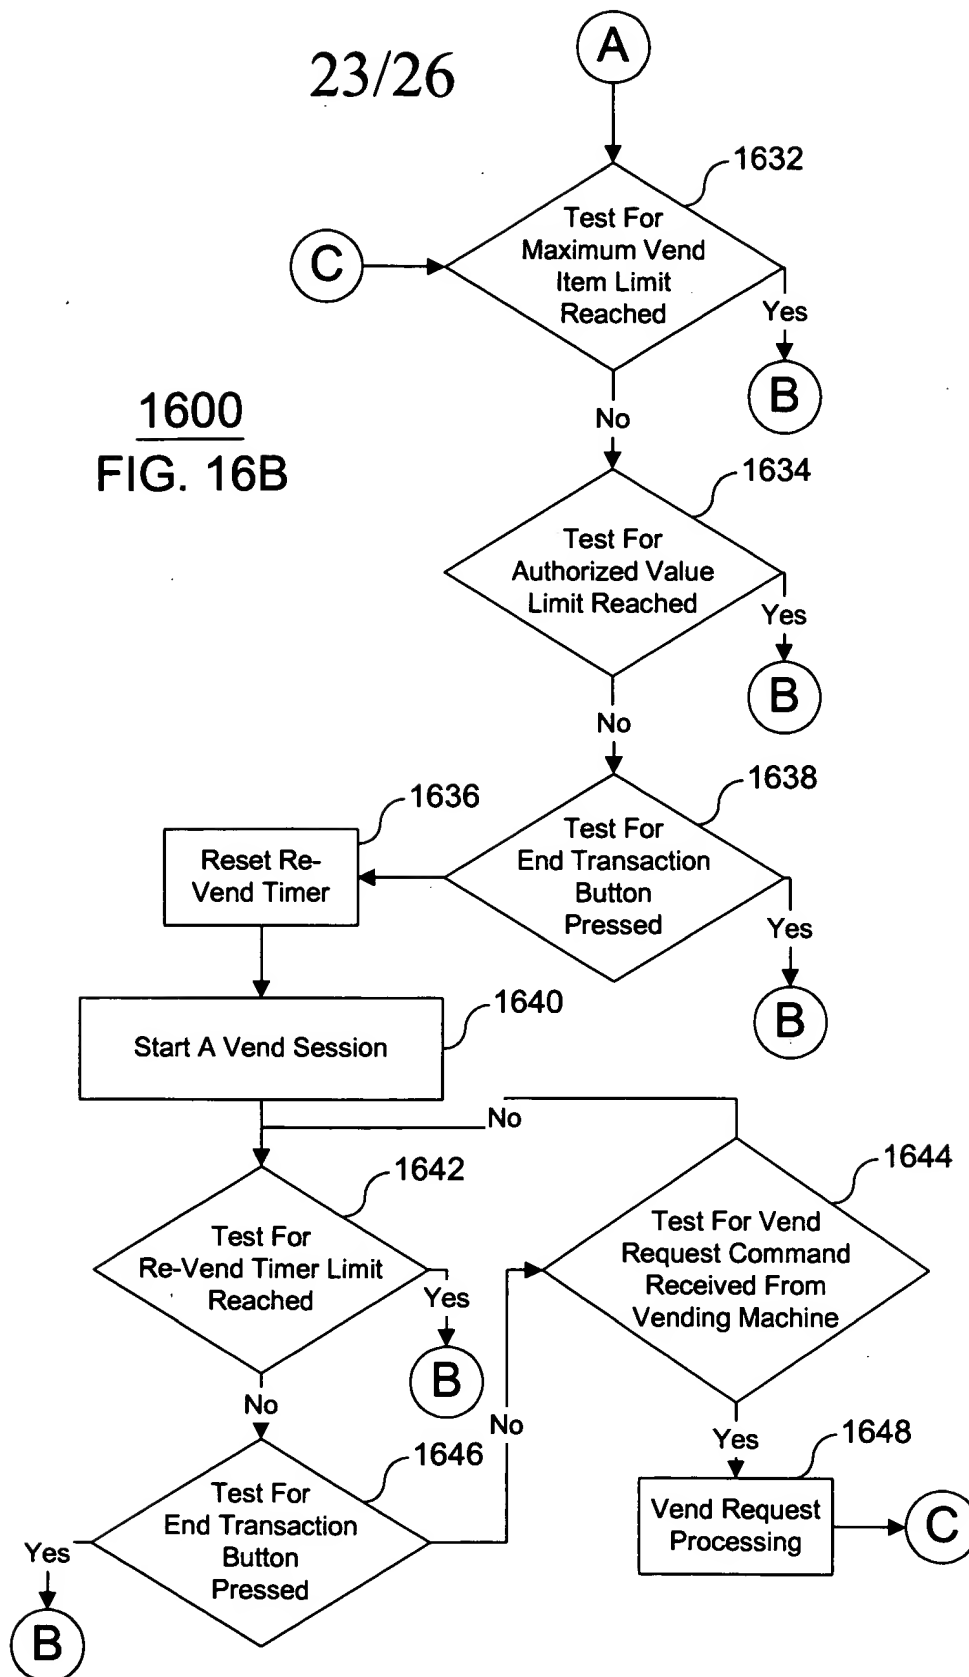 23/26
A
1632
Test For
Maximum Vend
Item Limit
Reached
C
Yes
B
No
1600
FIG. 16B
1634
Test For
Authorized Value
Limit Reached
Yes
B
No
1638
Test For
End Transaction
Button
Pressed
Yes
B
1636
Reset Re-
Vend Timer
1640
Start A Vend Session
No
1642
Test For
Re-Vend Timer Limit
Reached
Yes
B
No
1644
Test For Vend
Request Command
Received From
Vending Machine
No
Yes
1646
Test For
End Transaction
Button
Pressed
Yes
B
1648
Vend Request
Processing
C